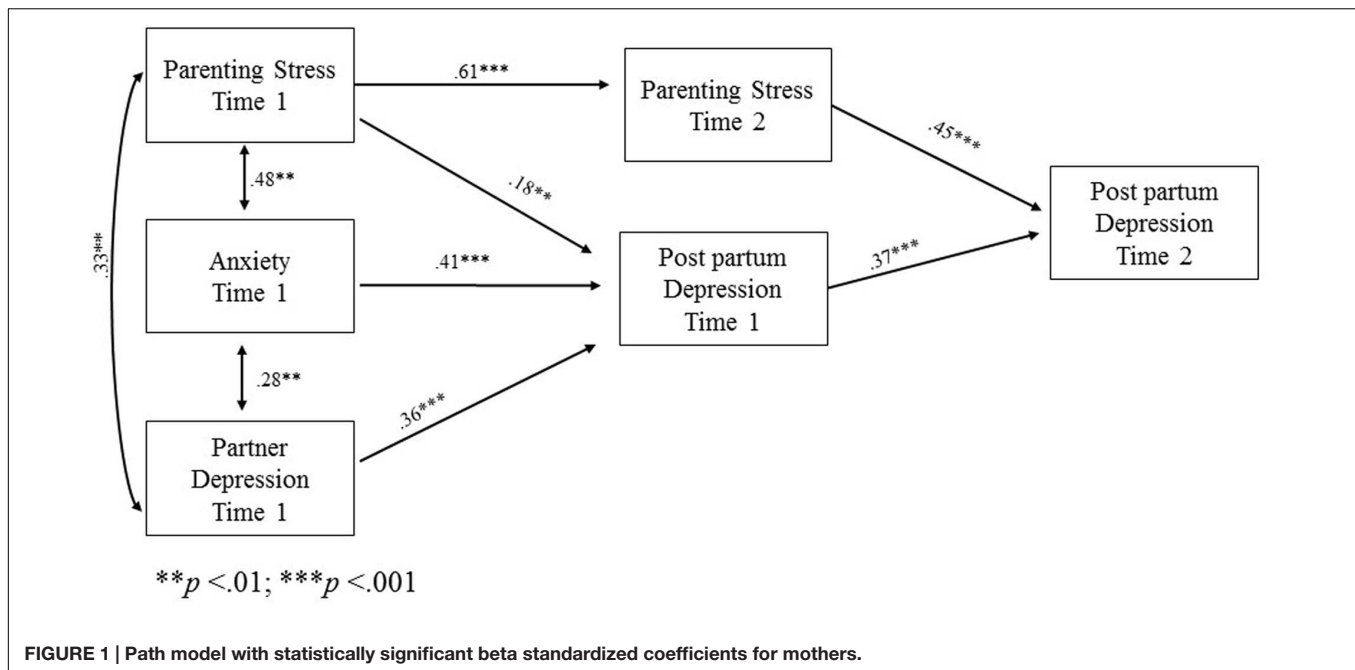 Parenting Stress
Time 1
.61***
Parenting Stress
Time 2
.45***
.48**
.18**
.33**
Anxiety
Time 1
.41***
Post partum
Depression
Time 1
.37***
Post partum
Depression
Time 2
.28**
.36***
Partner
Depression
Time 1
**p <.01; ***p <.001
FIGURE 1 | Path model with statistically significant beta standardized coefficients for mothers.